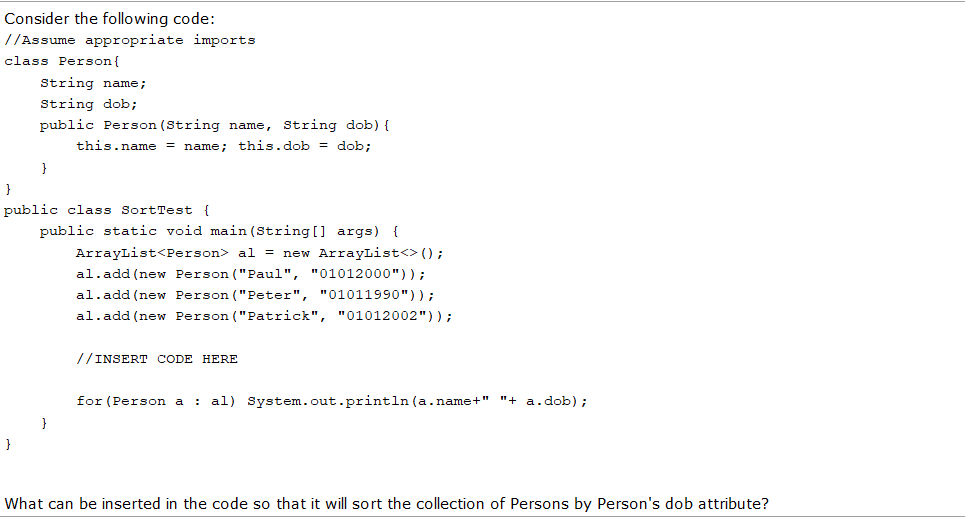 Consider the following code:
//Assume appropriate imports
class Person{
    String name;
    String dob;
    public Person(String name, String dob){
        this.name = name; this.dob = dob;
    }
}
public class SortTest {
    public static void main(String[] args) {
        ArrayList<Person> al = new ArrayList<>();
        al.add(new Person("Paul", "01012000"));
        al.add(new Person("Peter", "01011990"));
        al.add(new Person("Patrick", "01012002"));
        //INSERT CODE HERE
        for(Person a : al) System.out.println(a.name+" "+ a.dob);
    }
}
What can be inserted in the code so that it will sort the collection of Persons by Person's dob attribute?